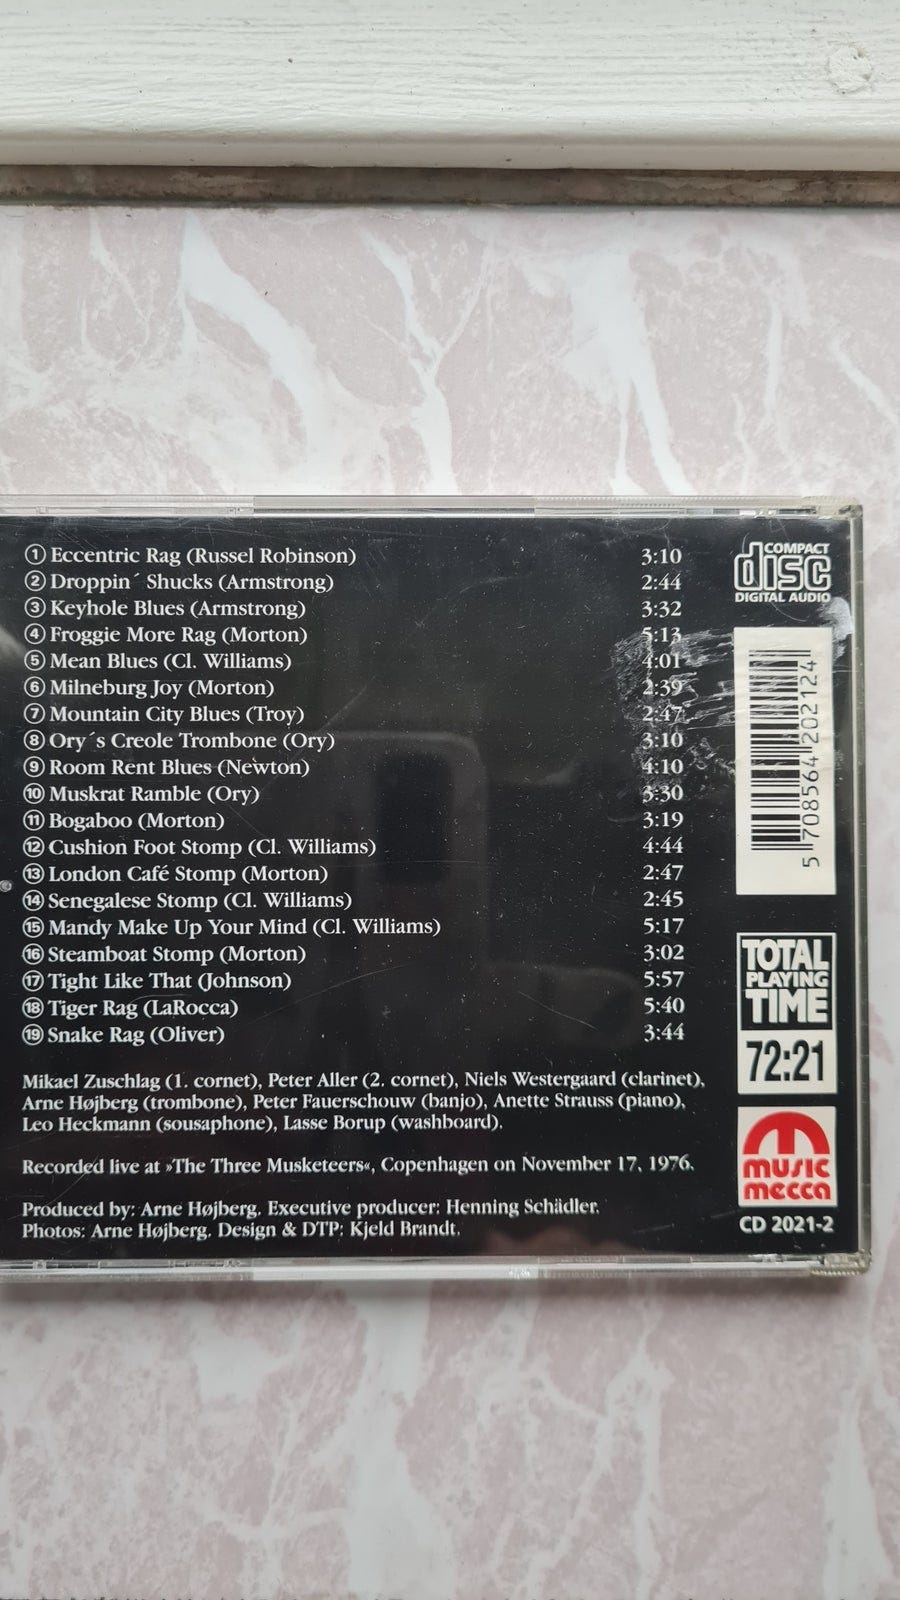 ① Eccentric Rag (Russel Robinson) 3:10
② Droppin´ Shucks (Armstrong) 2:44
③ Keyhole Blues (Armstrong) 3:32
④ Froggie More Rag (Morton) 5:13
⑤ Mean Blues (Cl. Williams) 4:01
⑥ Milneburg Joy (Morton) 2:39
⑦ Mountain City Blues (Troy) 2:47
⑧ Ory´s Creole Trombone (Ory) 3:10
⑨ Room Rent Blues (Newton) 4:10
⑩ Muskrat Ramble (Ory) 3:30
⑪ Bogaboo (Morton) 3:19
⑫ Cushion Foot Stomp (Cl. Williams) 4:44
⑬ London Café Stomp (Morton) 2:47
⑭ Senegalese Stomp (Cl. Williams) 2:45
⑮ Mandy Make Up Your Mind (Cl. Williams) 5:17
⑯ Steamboat Stomp (Morton) 3:02
⑰ Tight Like That (Johnson) 5:57
⑱ Tiger Rag (LaRocca) 5:40
⑲ Snake Rag (Oliver) 3:44
Mikael Zuschlag (1. cornet), Peter Aller (2. cornet), Niels Westergaard (clarinet),
Arne Højberg (trombone), Peter Fauerschouw (banjo), Anette Strauss (piano),
Leo Heckmann (sousaphone), Lasse Borup (washboard).
Recorded live at »The Three Musketeers«, Copenhagen on November 17, 1976.
Produced by: Arne Højberg. Executive producer: Henning Schädler.
Photos: Arne Højberg. Design & DTP: Kjeld Brandt.
COMPACT
disc
DIGITAL AUDIO
5 708564 202124
TOTAL
PLAYING
TIME
72:21
music
mecca
CD 2021-2